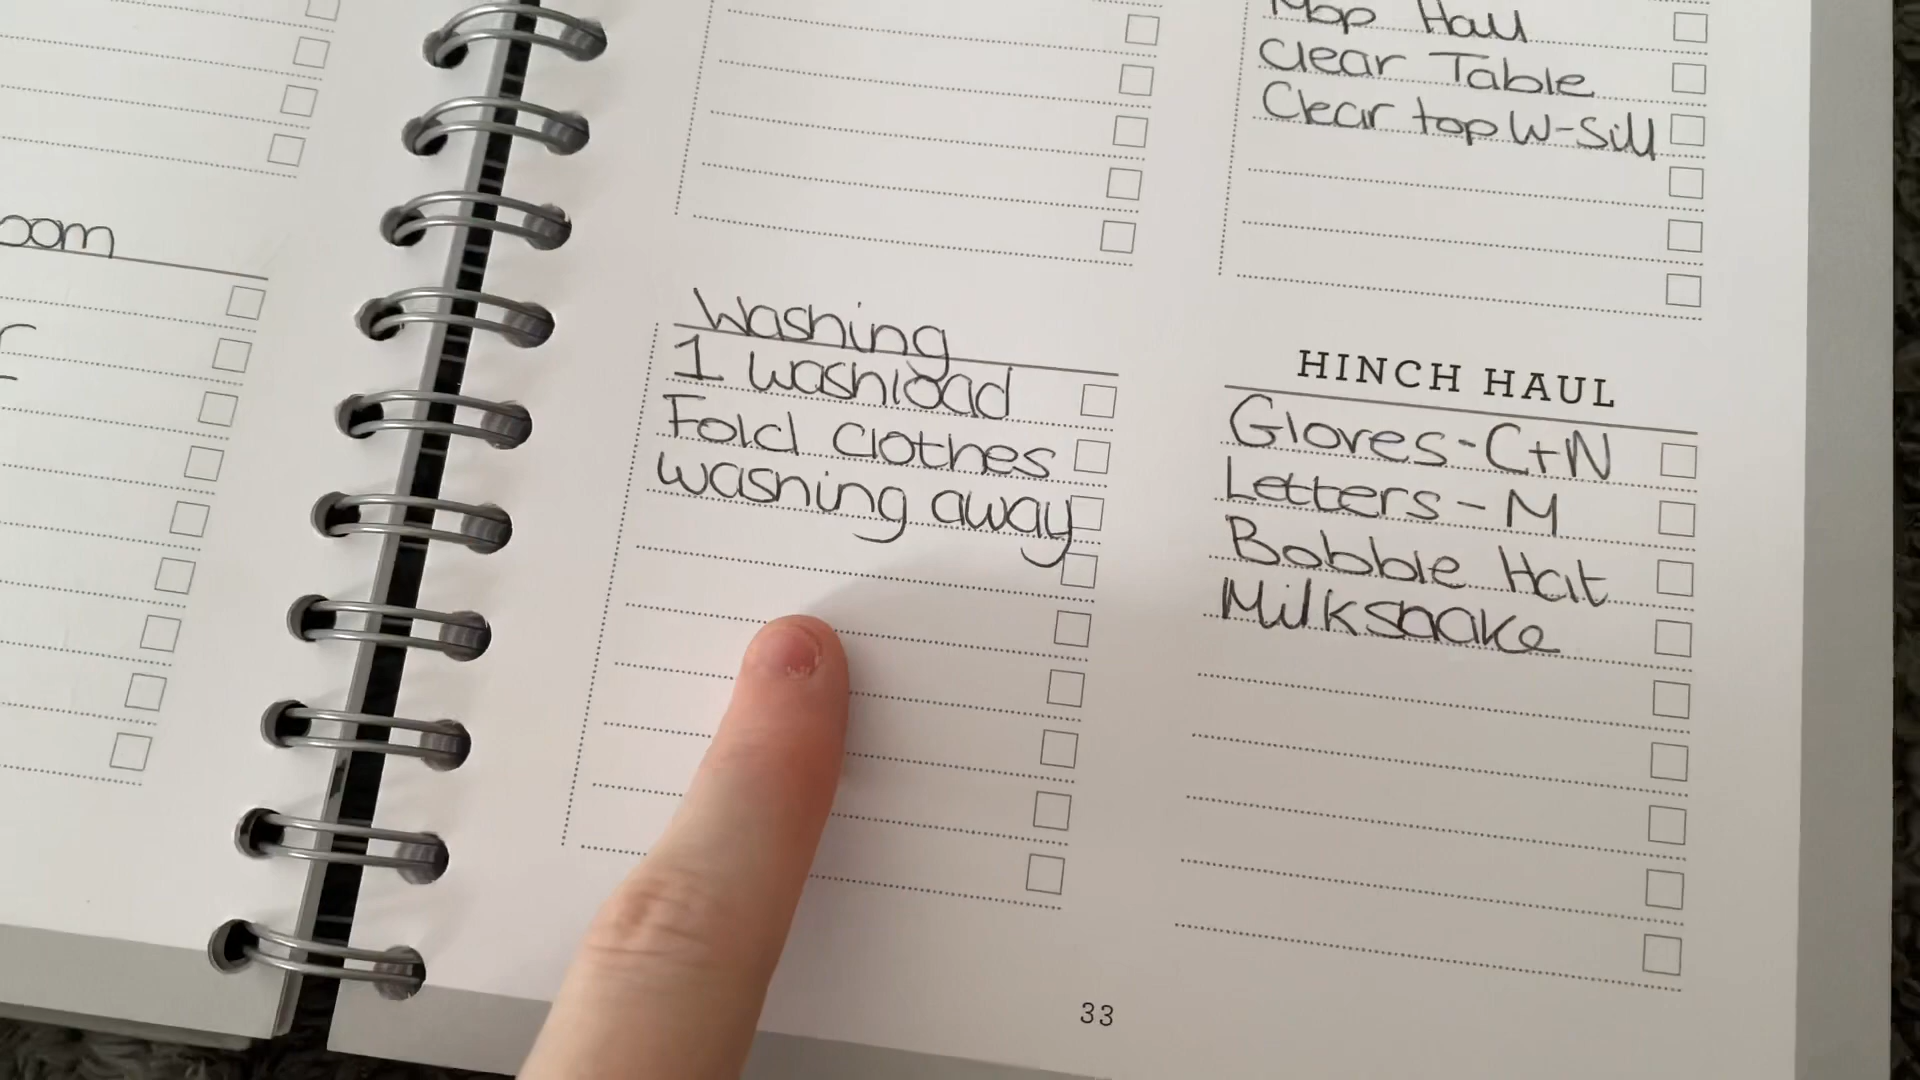 oom
Mop Hall
Clear Table
Clear top W-Sill
Washing
1 washload
Fold clothes
washing away
HINCH HAUL
Gloves-C+N
Letters-M
Bobble Hat
Milkshake
33